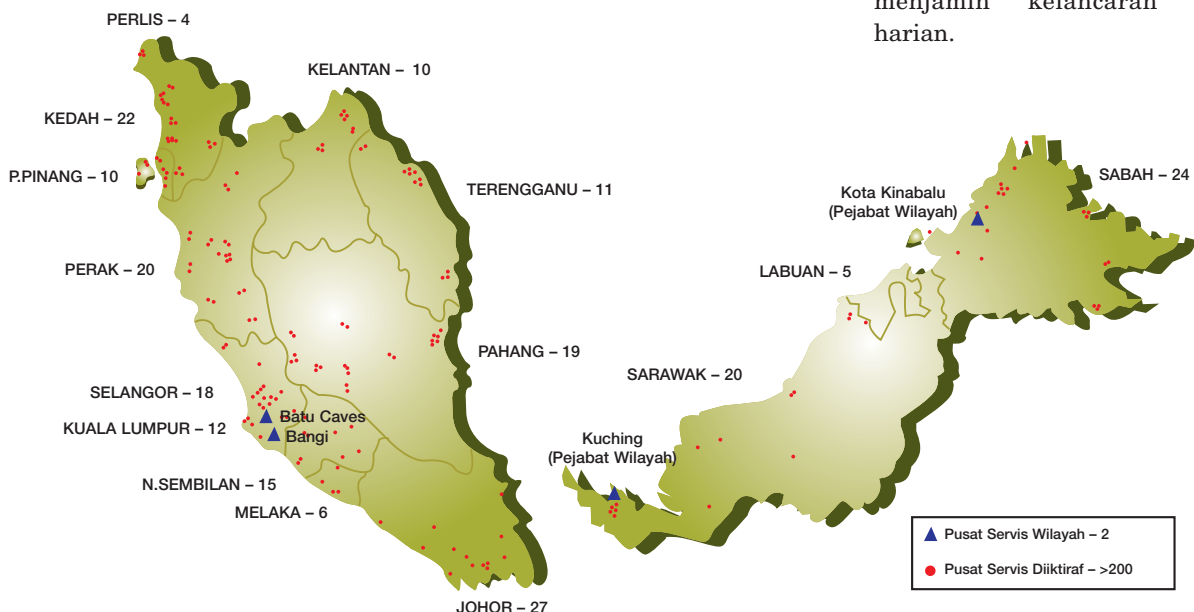 menjamin kelancaran
harian.
PERLIS – 4
KELANTAN – 10
KEDAH – 22
P.PINANG – 10
TERENGGANU – 11
PERAK – 20
PAHANG – 19
SELANGOR – 18
Batu Caves
KUALA LUMPUR – 12
Bangi
N.SEMBILAN – 15
MELAKA – 6
JOHOR – 27
SABAH – 24
Kota Kinabalu
(Pejabat Wilayah)
LABUAN – 5
SARAWAK – 20
Kuching
(Pejabat Wilayah)
Pusat Servis Wilayah – 2
Pusat Servis Diiktiraf – >200